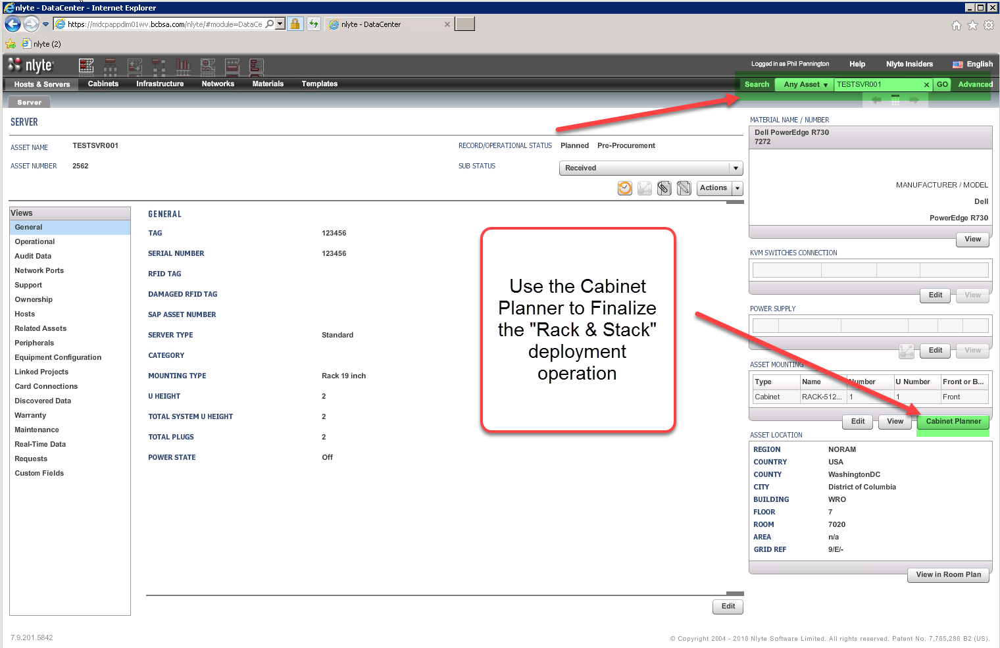 nlyte - DataCenter - Internet Explorer
https://mdcpappdim01wv.bcbsa.com/nlyte/#module=DataCe
nlyte - DataCenter
nlyte (2)
nlyte
Logged in as Phil Pennington
Help
Nlyte Insiders
English
Hosts & Servers
Cabinets
Infrastructure
Networks
Materials
Templates
Search
Any Asset
TESTSVR001
GO
Advanced
Server
SERVER
ASSET NAME TESTSVR001
RECORD/OPERATIONAL STATUS Planned Pre-Procurement
ASSET NUMBER 2562
SUB STATUS Received
Actions
Views
General
Operational
Audit Data
Network Ports
Support
Ownership
Hosts
Related Assets
Peripherals
Equipment Configuration
Linked Projects
Card Connections
Discovered Data
Warranty
Maintenance
Real-Time Data
Requests
Custom Fields
GENERAL
TAG 123456
SERIAL NUMBER 123456
RFID TAG
DAMAGED RFID TAG
SAP ASSET NUMBER
SERVER TYPE Standard
CATEGORY
MOUNTING TYPE Rack 19 inch
U HEIGHT 2
TOTAL SYSTEM U HEIGHT 2
TOTAL PLUGS 2
POWER STATE Off
Edit
Use the Cabinet
Planner to Finalize
the "Rack & Stack"
deployment
operation
MATERIAL NAME / NUMBER
Dell PowerEdge R730
7272
MANUFACTURER / MODEL
Dell
PowerEdge R730
View
KVM SWITCHES CONNECTION
Edit View
POWER SUPPLY
Edit View
ASSET MOUNTING
Type Name Number U Number Front or B...
Cabinet RACK-512... 1 1 Front
Edit View Cabinet Planner
ASSET LOCATION
REGION NORAM
COUNTRY USA
COUNTY WashingtonDC
CITY District of Columbia
BUILDING WRO
FLOOR 7
ROOM 7020
AREA n/a
GRID REF 9/E/-
View in Room Plan
7.9.201.5842
© Copyright 2004 - 2016 Nlyte Software Limited. All rights reserved. Patent No. 7,765,286 B2 (US).